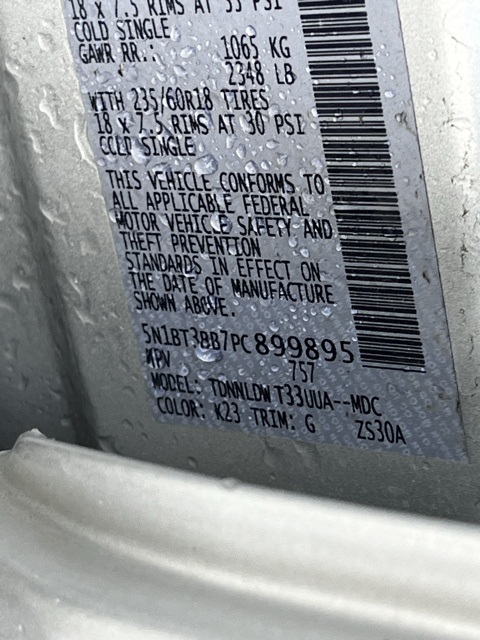 18 x 7.5 RIMS AT 33 PSI
COLD SINGLE
GAWR RR.: 1065 KG
2348 LB
WITH 235/60R18 TIRES
18 x 7.5 RIMS AT 30 PSI
COLD SINGLE
THIS VEHICLE CONFORMS TO
ALL APPLICABLE FEDERAL
MOTOR VEHICLE SAFETY AND
THEFT PREVENTION
STANDARDS IN EFFECT ON
THE DATE OF MANUFACTURE
SHOWN ABOVE.
5N1BT3BB7PC899895
MPV 757
MODEL: TDNNLDW T33UUA--MDC
COLOR: K23 TRIM: G ZS30A